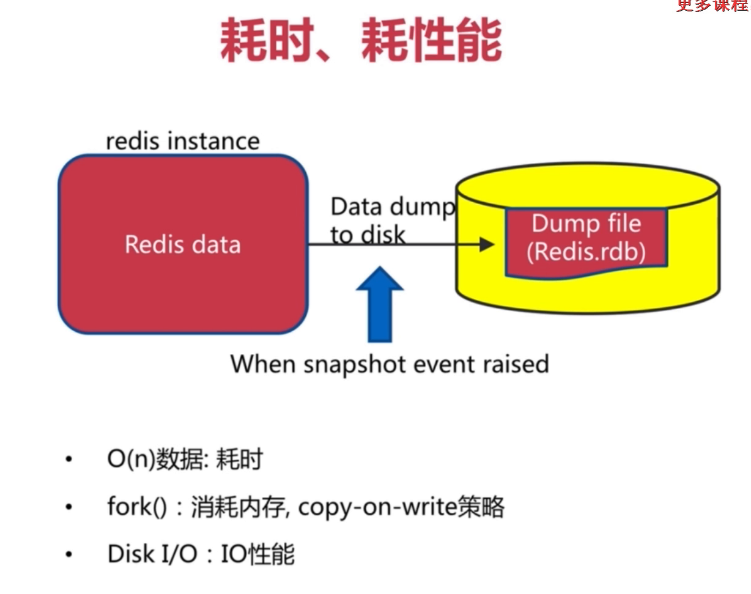 更多课程
耗时、耗性能
redis instance
Redis data
Data dump
to disk
Dump file
(Redis.rdb)
When snapshot event raised
• O(n)数据: 耗时
• fork()：消耗内存, copy-on-write策略
• Disk I/O：IO性能